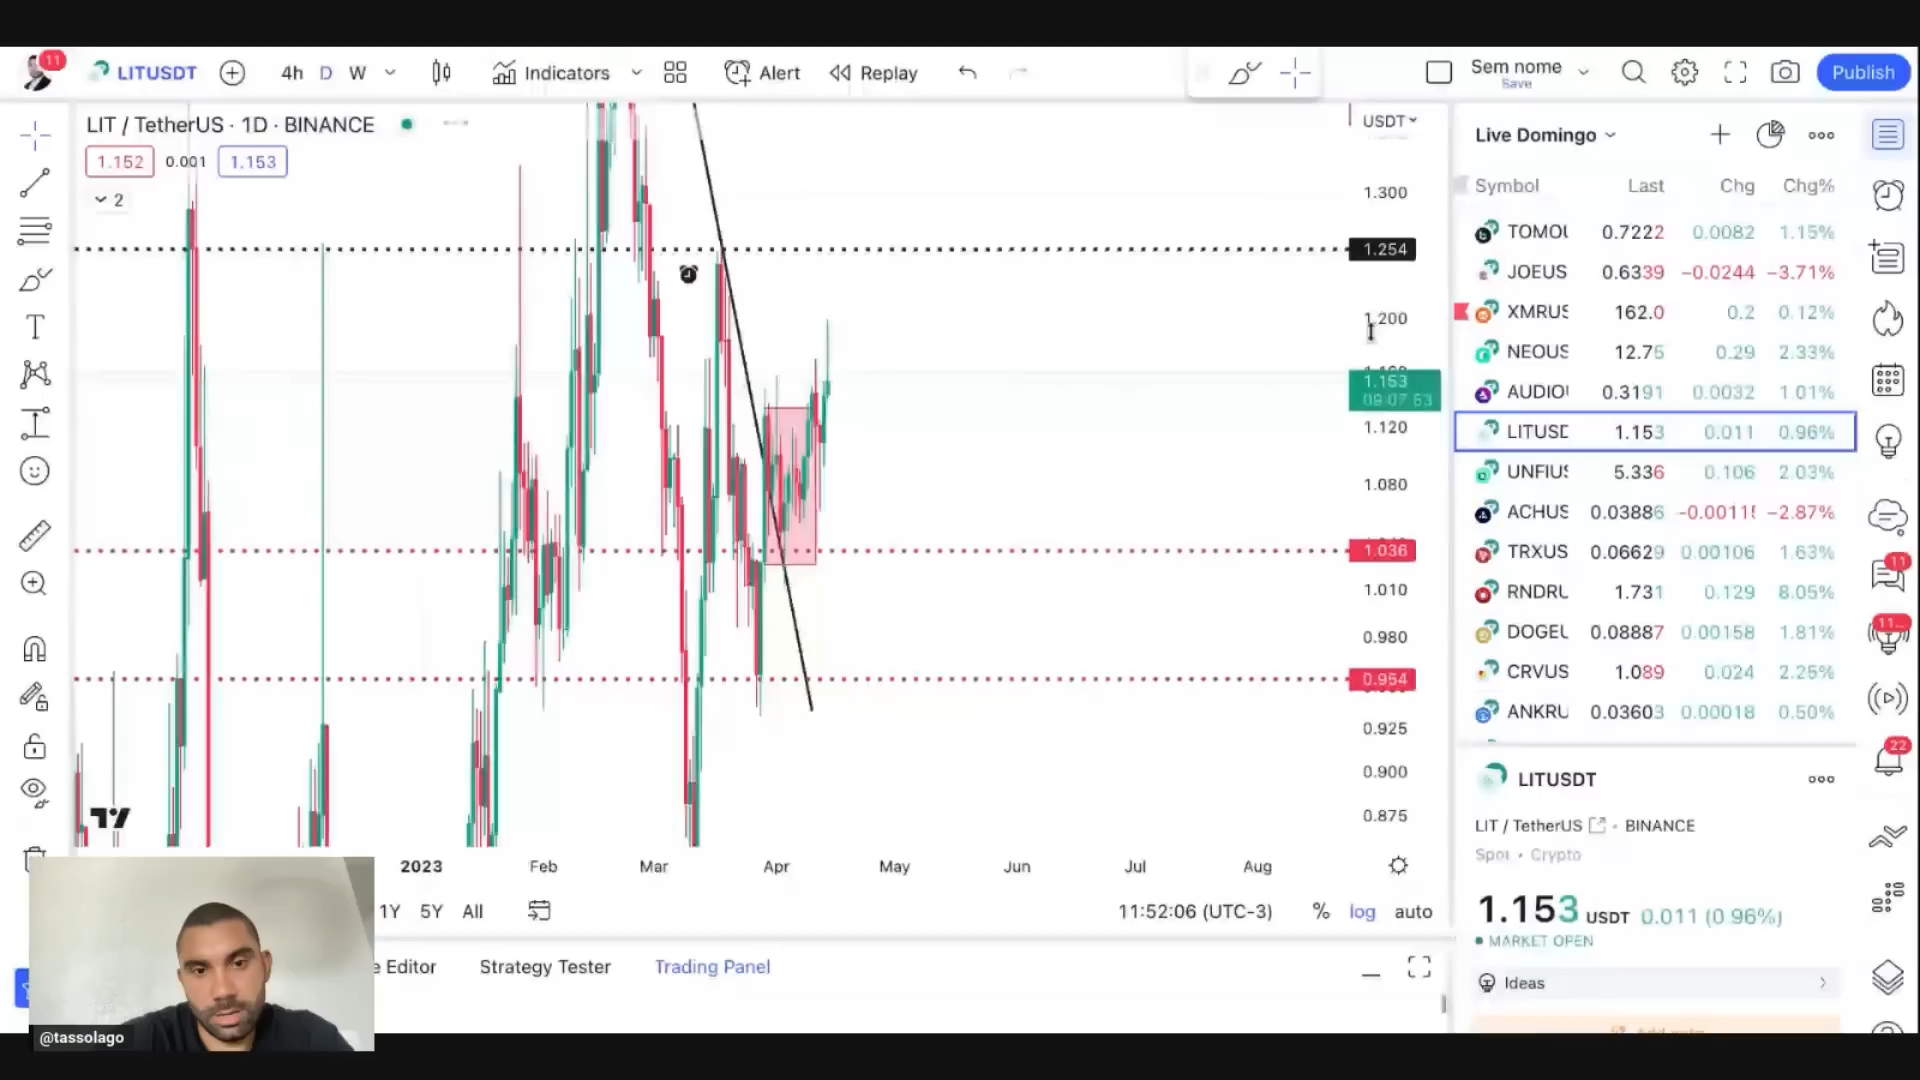 11
LITUSDT
4h D W
Indicators
Alert
Replay
Sem nome
Save
Publish
LIT / TetherUS · 1D · BINANCE
1.152 0.001 1.153
2
USDT
1.300
1.254
1.200
1.153
09:07:53
1.120
1.080
1.036
1.010
0.980
0.954
0.925
0.900
0.875
2023 Feb Mar Apr May Jun Jul Aug
1Y 5Y All
11:52:06 (UTC-3)
% log auto
e Editor
Strategy Tester
Trading Panel
@tassolago
Live Domingo
Symbol Last Chg Chg%
TOMOU 0.7222 0.0082 1.15%
JOEUS 0.6339 −0.0244 −3.71%
XMRUS 162.0 0.2 0.12%
NEOUS 12.75 0.29 2.33%
AUDIO 0.3191 0.0032 1.01%
LITUSD 1.153 0.011 0.96%
UNFIUS 5.336 0.106 2.03%
ACHUS 0.03886 −0.00115 −2.87%
TRXUS 0.06629 0.00106 1.63%
RNDRU 1.731 0.129 8.05%
DOGEU 0.08887 0.00158 1.81%
CRVUS 1.089 0.024 2.25%
ANKRU 0.03603 0.00018 0.50%
LITUSDT
LIT / TetherUS · BINANCE
Spot · Crypto
1.153 USDT 0.011 (0.96%)
MARKET OPEN
Ideas
11
11...
22